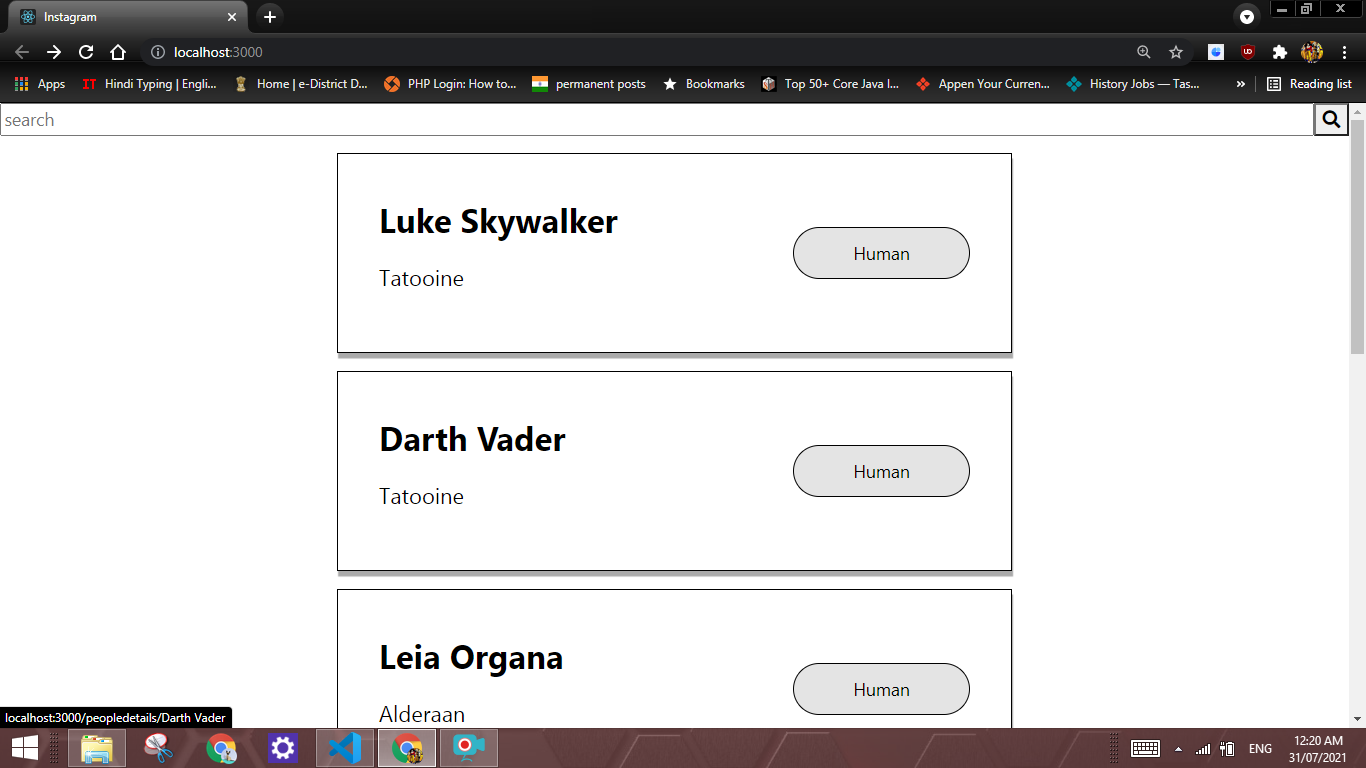 Instagram
localhost:3000
Apps
Hindi Typing | Engli...
Home | e-District D...
PHP Login: How to...
permanent posts
Bookmarks
Top 50+ Core Java I...
Appen Your Curren...
History Jobs — Tas...
»
Reading list
search
Luke Skywalker
Human
Tatooine
Darth Vader
Human
Tatooine
Leia Organa
Human
Alderaan
localhost:3000/peopledetails/Darth Vader
ENG
12:20 AM
31/07/2021